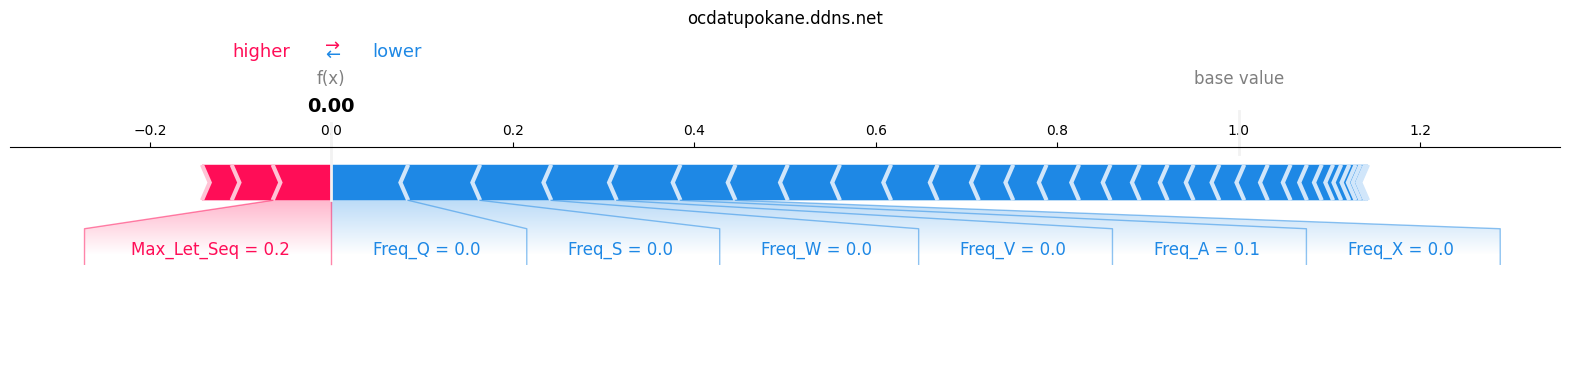 ocdatupokane.ddns.net
higher → ← lower
f(x) base value
0.00
−0.2 0.0 0.2 0.4 0.6 0.8 1.0 1.2
Max_Let_Seq = 0.2 Freq_Q = 0.0 Freq_S = 0.0 Freq_W = 0.0 Freq_V = 0.0 Freq_A = 0.1 Freq_X = 0.0